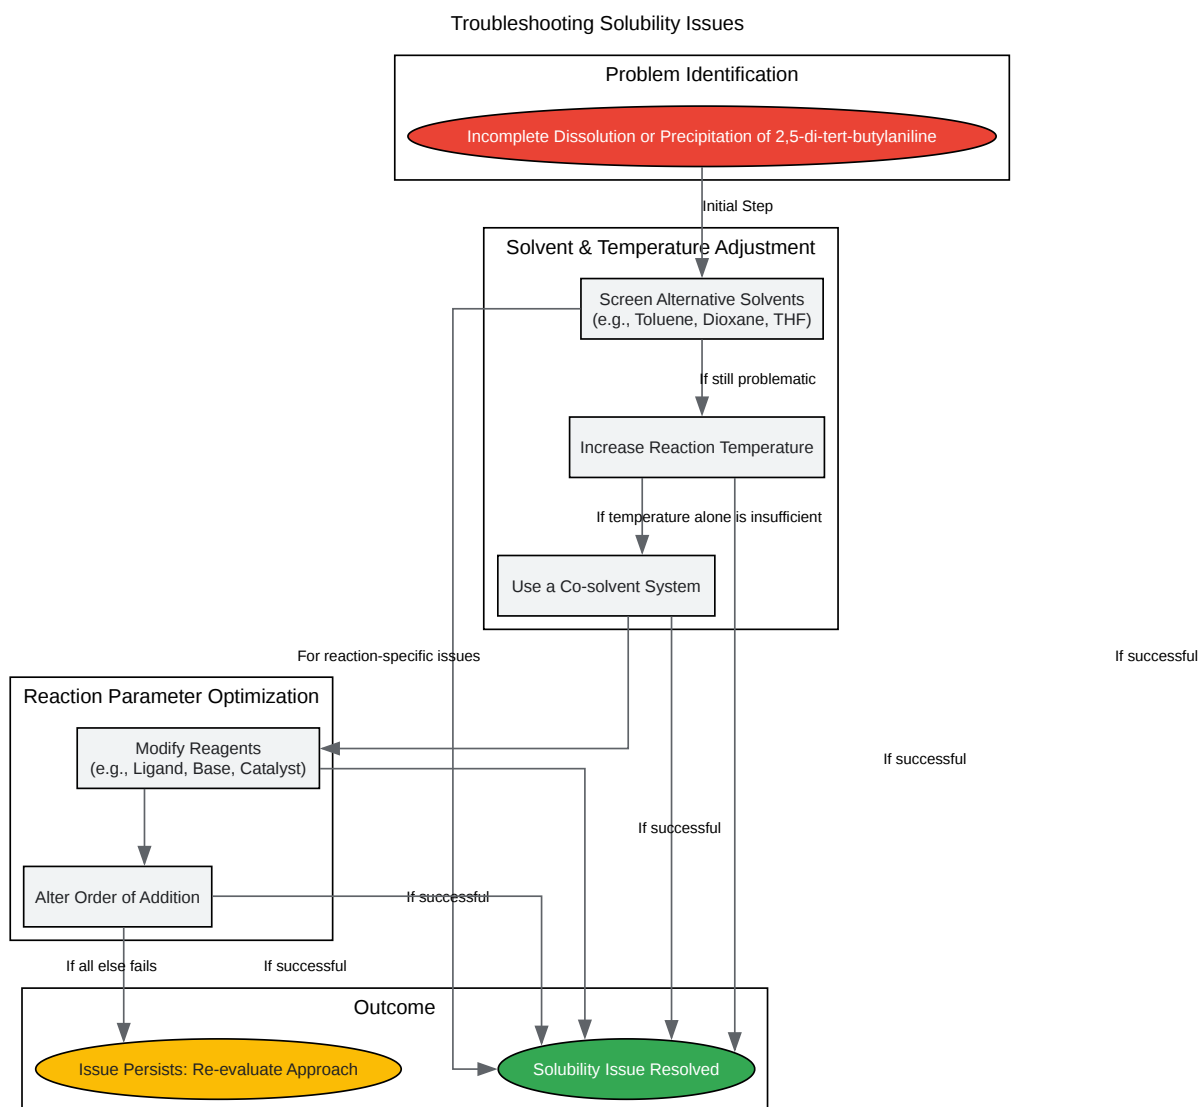 Troubleshooting Solubility Issues
Problem Identification
Incomplete Dissolution or Precipitation of 2,5-di-tert-butylaniline
Initial Step
Solvent & Temperature Adjustment
Screen Alternative Solvents
(e.g., Toluene, Dioxane, THF)
If still problematic
Increase Reaction Temperature
If temperature alone is insufficient
Use a Co-solvent System
For reaction-specific issues
If successful
Reaction Parameter Optimization
Modify Reagents
(e.g., Ligand, Base, Catalyst)
If successful
If successful
Alter Order of Addition
If successful
If all else fails
If successful
Outcome
Issue Persists: Re-evaluate Approach
Solubility Issue Resolved